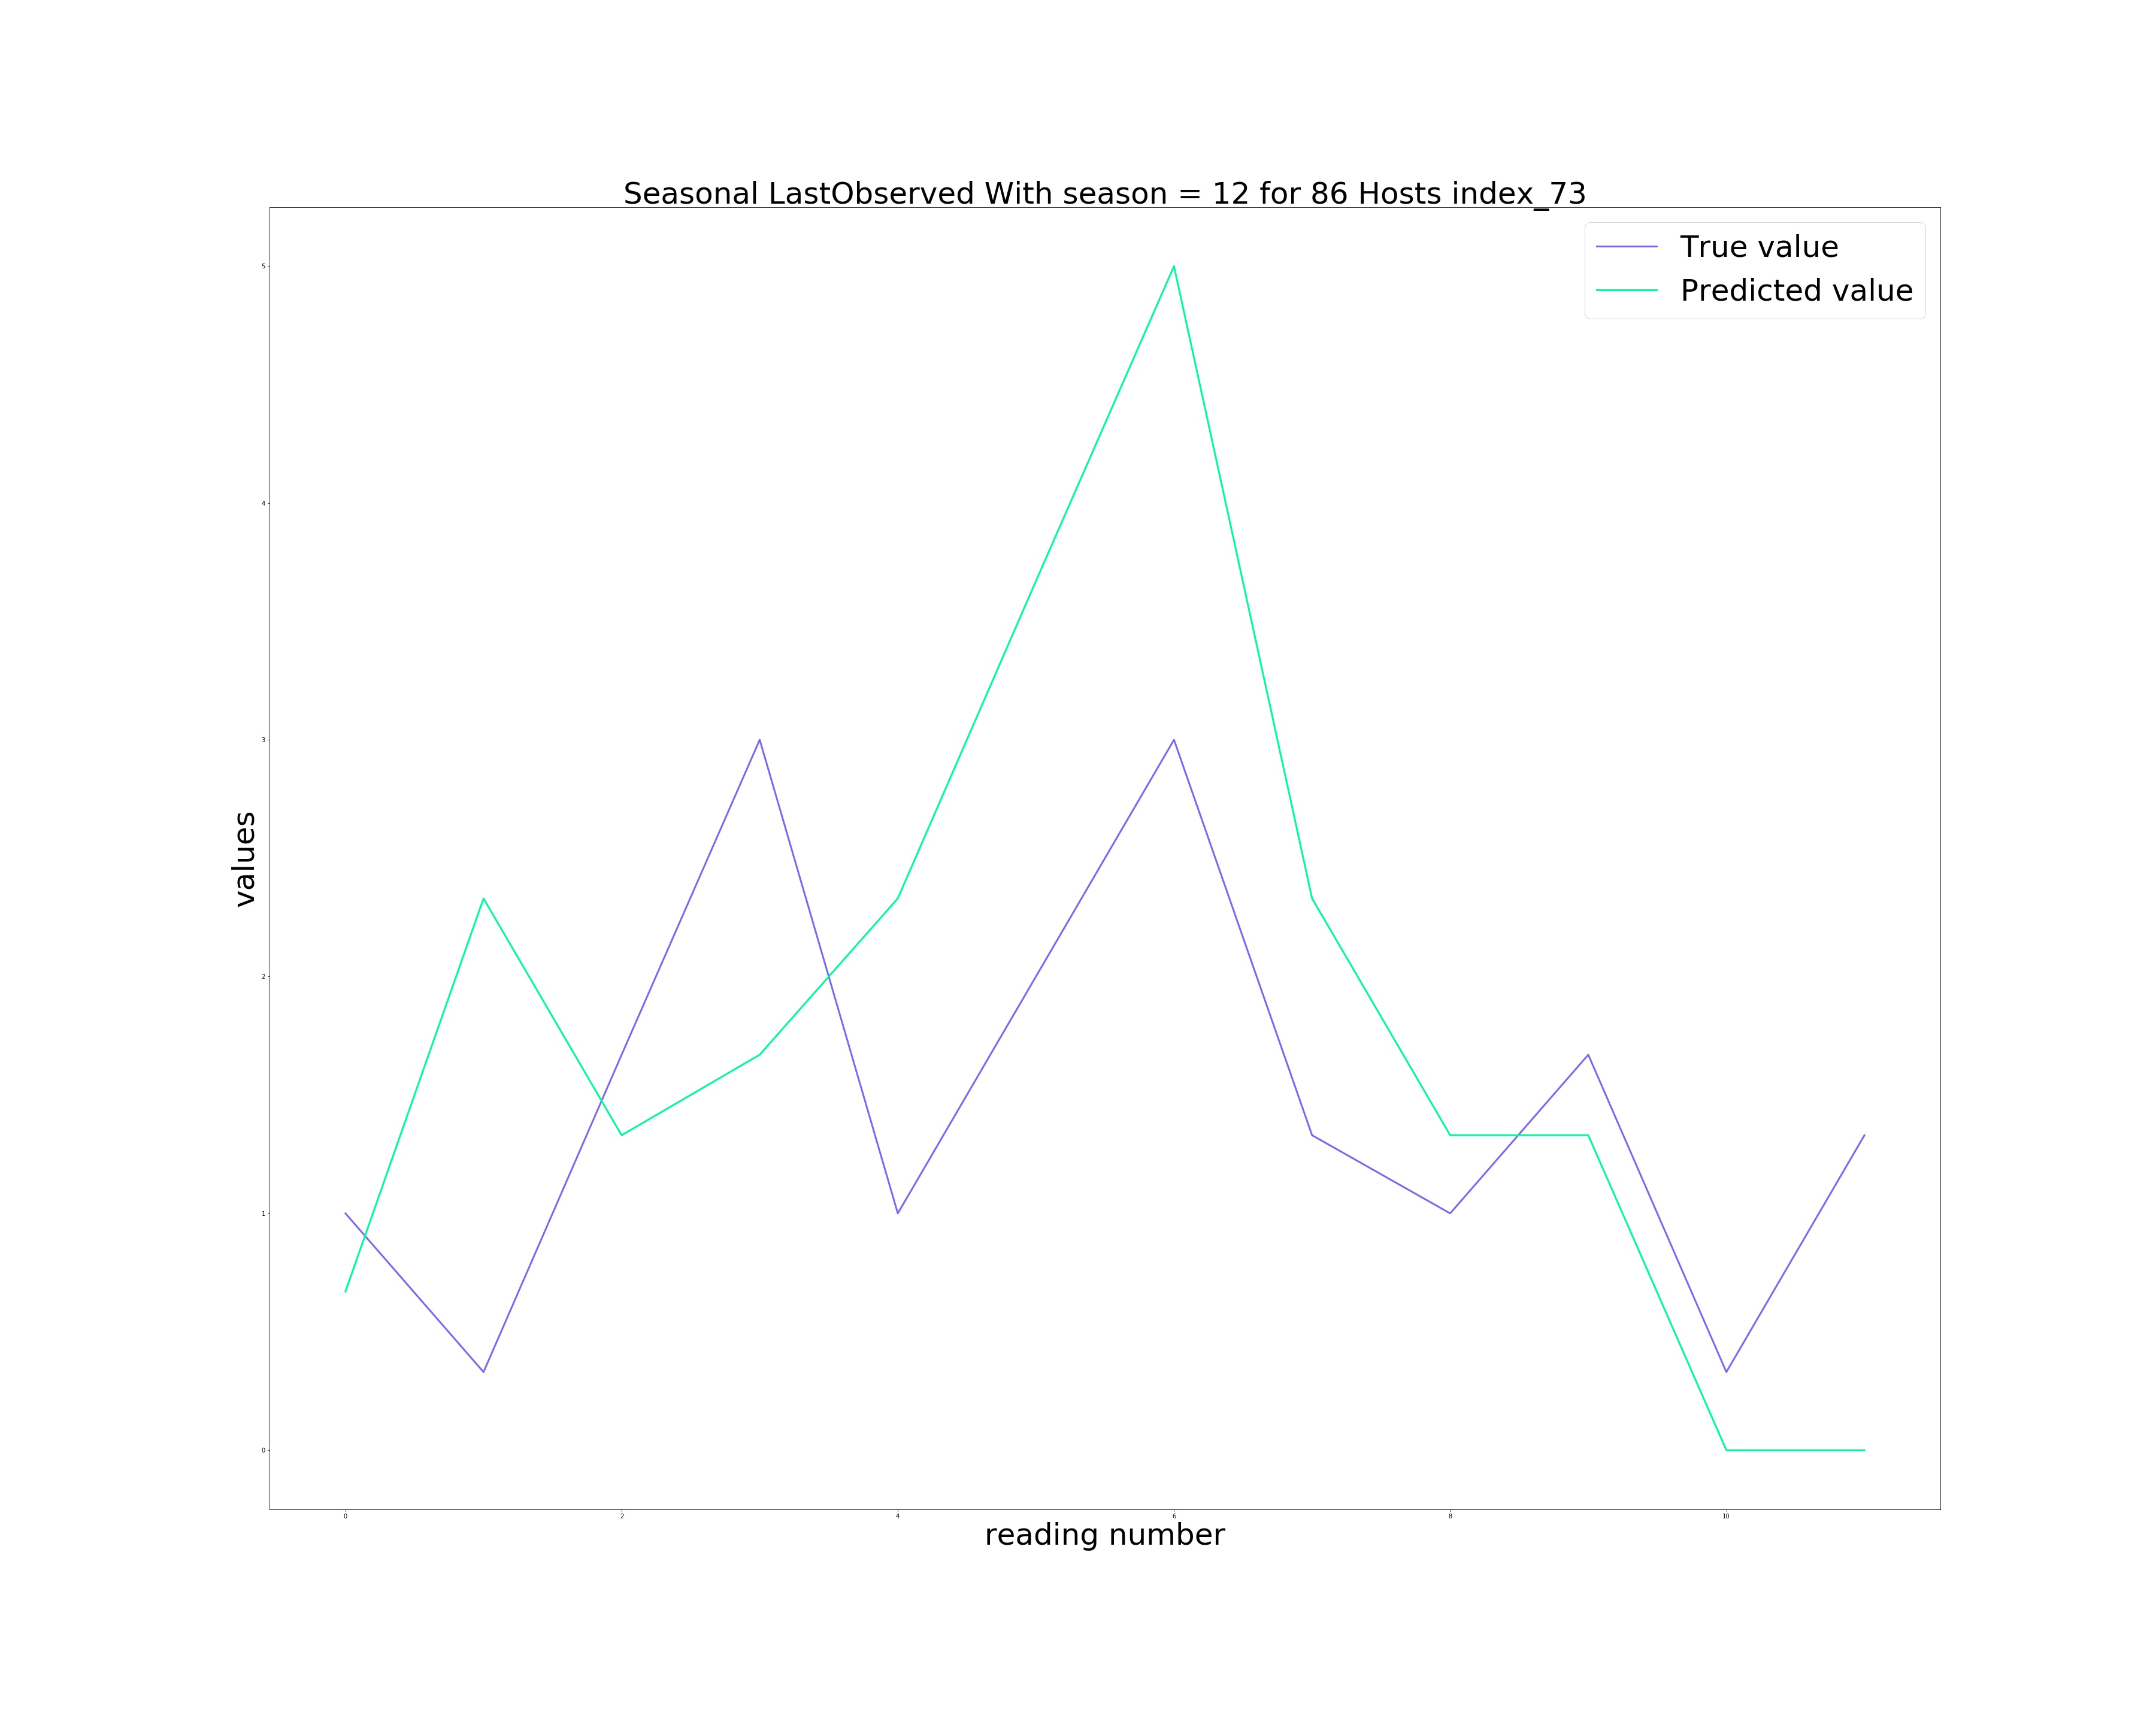 Seasonal LastObserved With season = 12 for 86 Hosts index_73
True value
Predicted value
5
4
3
2
1
0
values
0 2 4 6 8 10
reading number